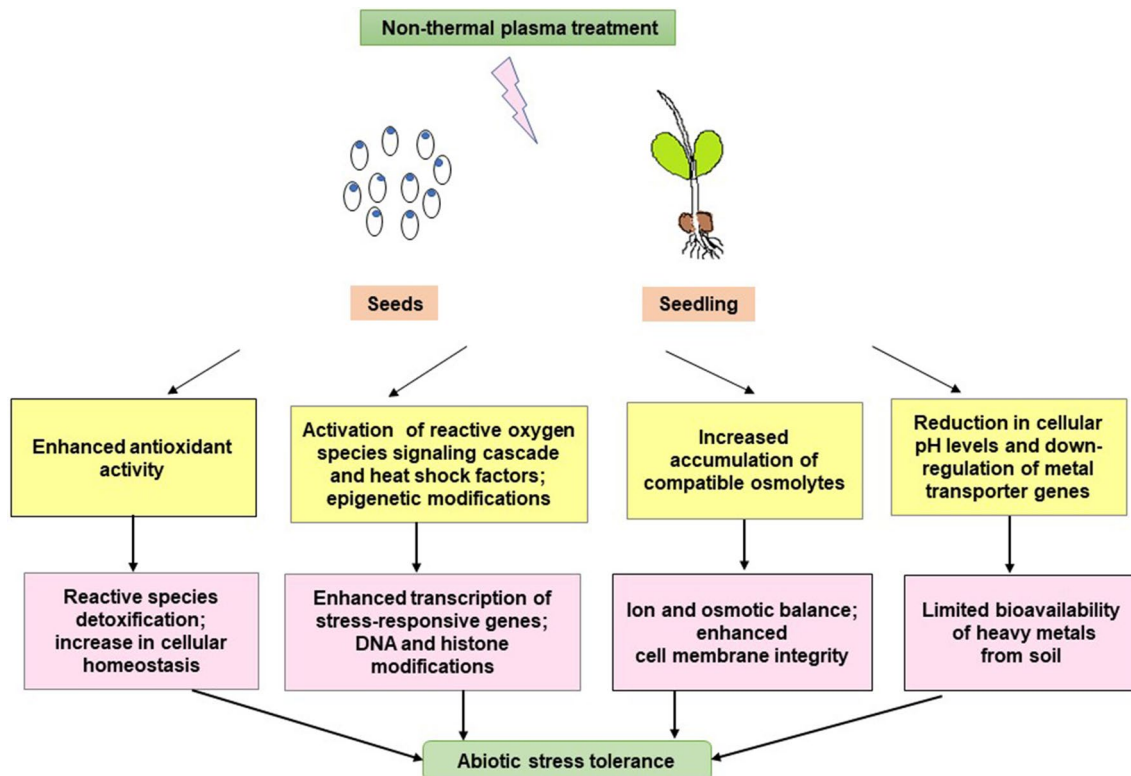 Non-thermal plasma treatment
Seeds
Seedling
Enhanced antioxidant
activity
Activation of reactive oxygen
species signaling cascade
and heat shock factors;
epigenetic modifications
Increased
accumulation of
compatible osmolytes
Reduction in cellular
pH levels and down-
regulation of metal
transporter genes
Reactive species
detoxification;
increase in cellular
homeostasis
Enhanced transcription of
stress-responsive genes;
DNA and histone
modifications
Ion and osmotic balance;
enhanced
cell membrane integrity
Limited bioavailability
of heavy metals
from soil
Abiotic stress tolerance